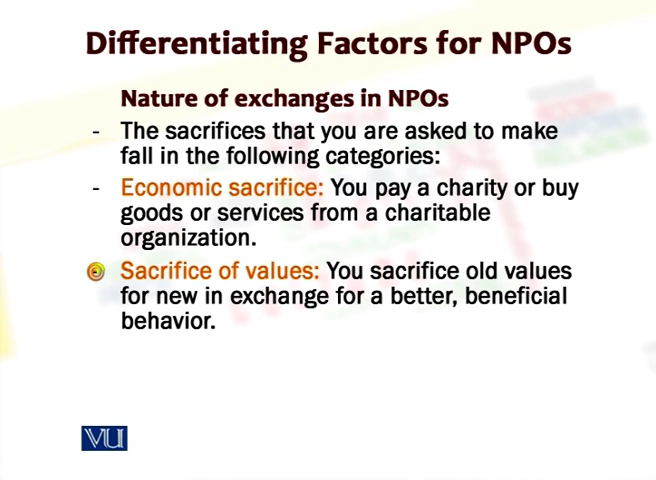 Differentiating Factors for NPOs
Nature of exchanges in NPOs
- The sacrifices that you are asked to make
fall in the following categories:
- Economic sacrifice: You pay a charity or buy
goods or services from a charitable
organization.
Sacrifice of values: You sacrifice old values
for new in exchange for a better, beneficial
behavior.
VU